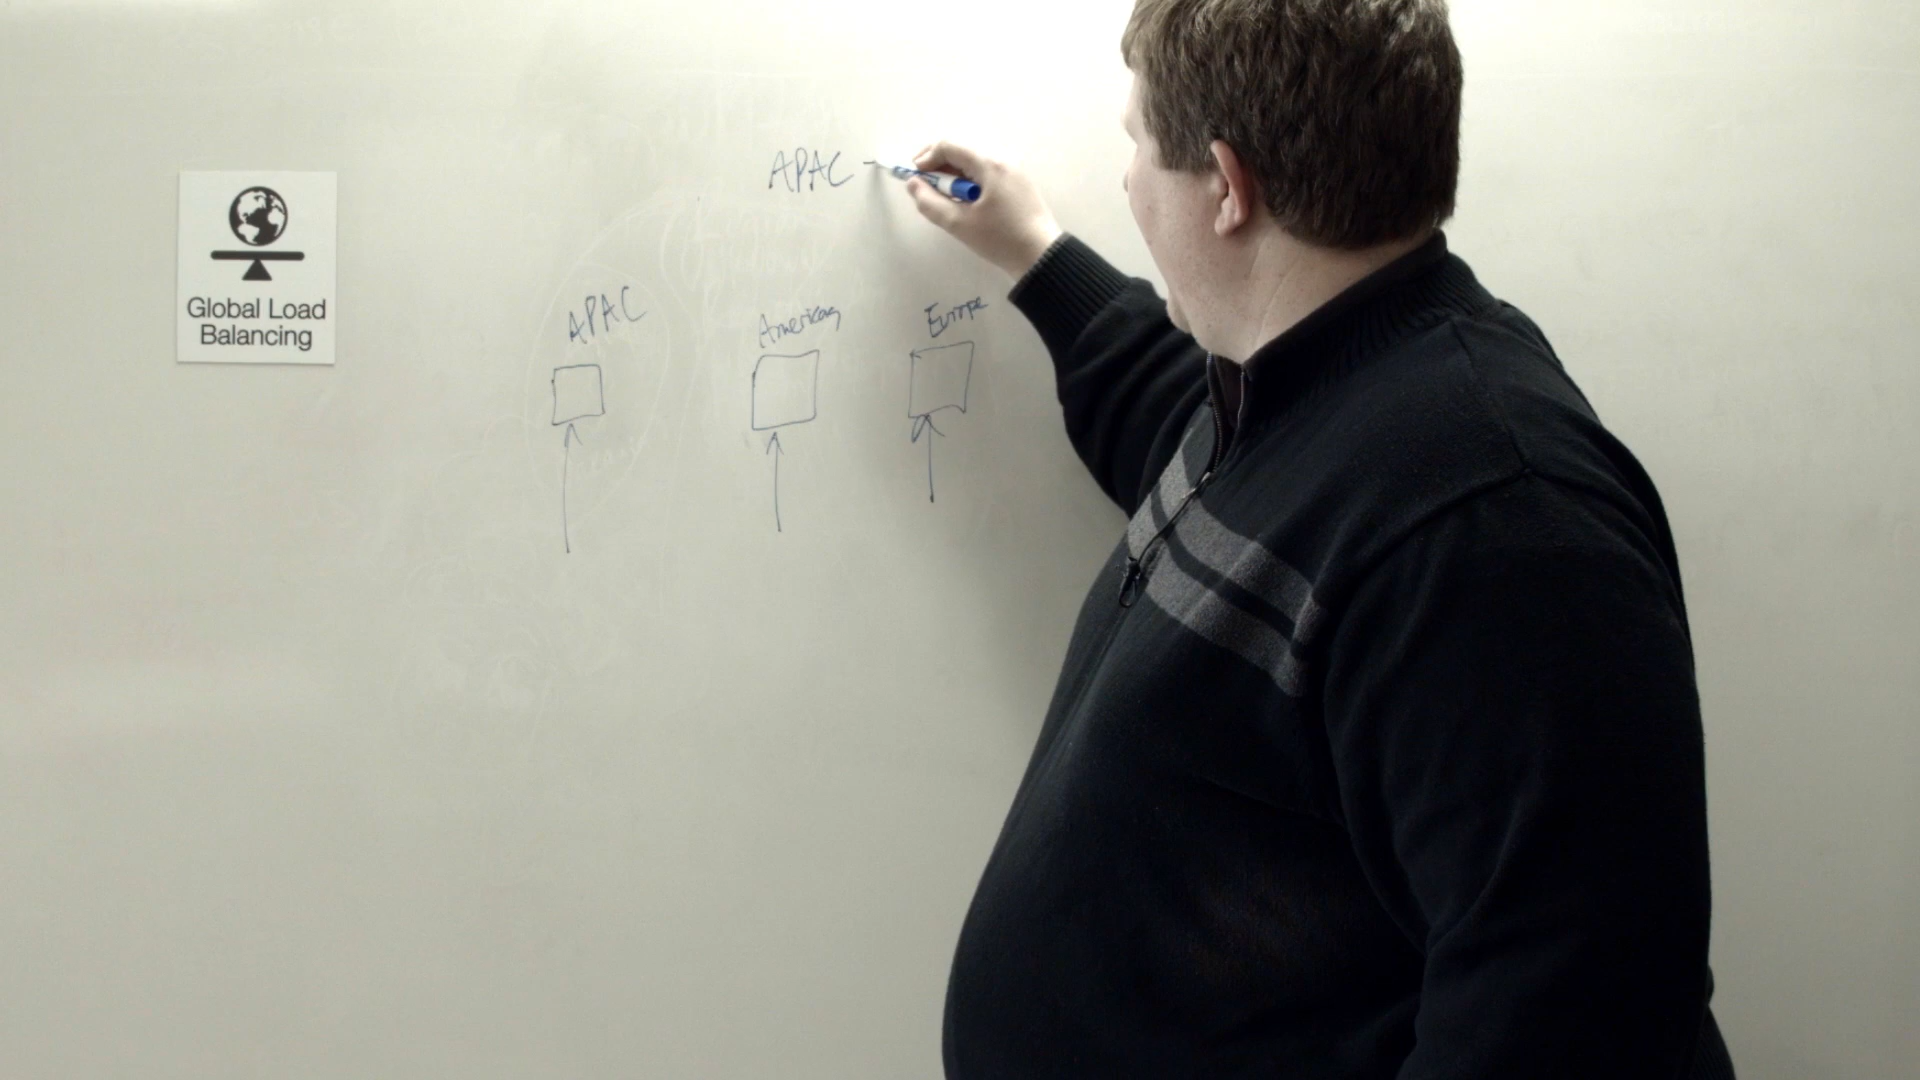 APAC -
Global Load
Balancing
APAC
Americas
Europe